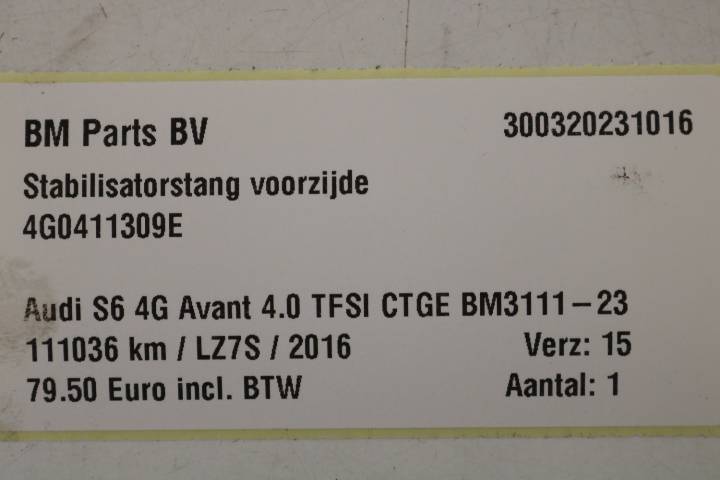 BM Parts BV 300320231016
Stabilisatorstang voorzijde
4G0411309E
Audi S6 4G Avant 4.0 TFSI CTGE BM3111-23
111036 km / LZ7S / 2016 Verz: 15
79.50 Euro incl. BTW Aantal: 1